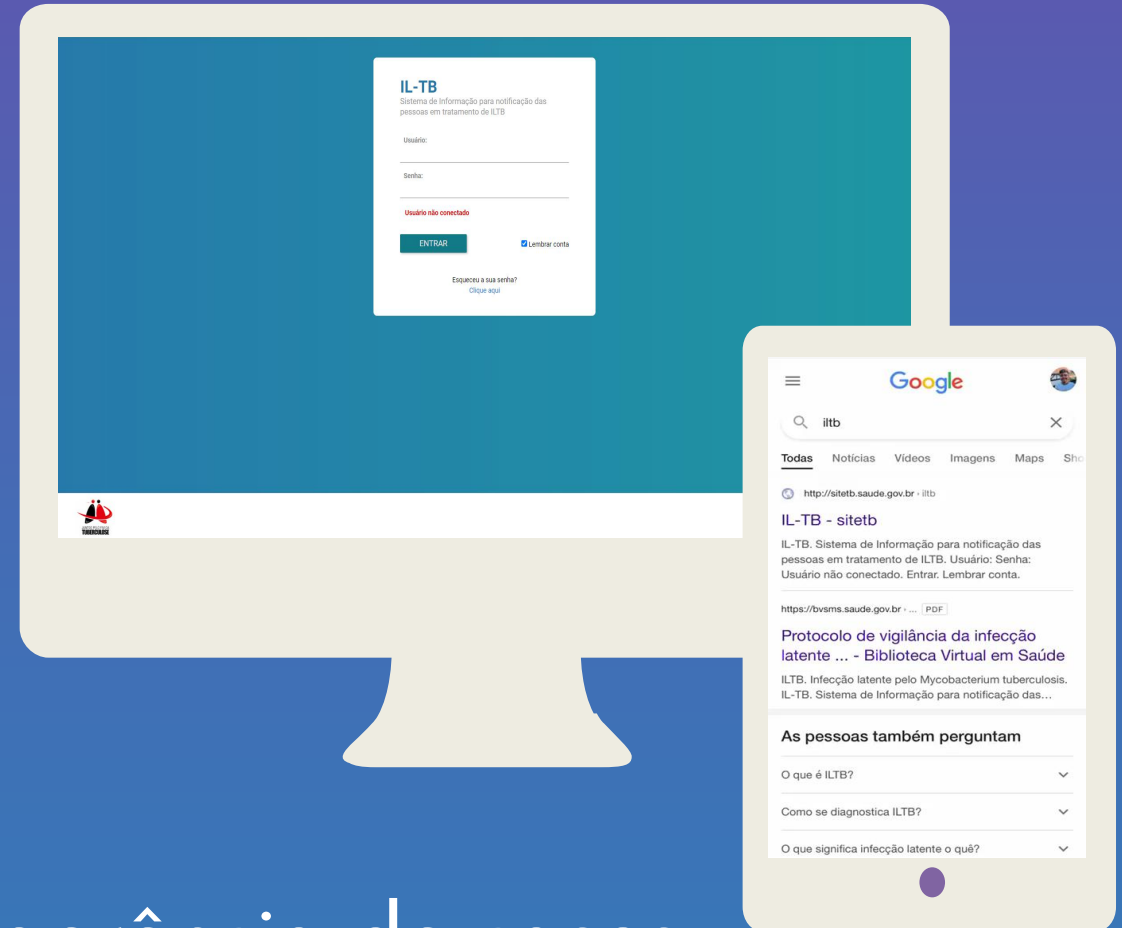 IL-TB
Sistema de Informação para notificação das
pessoas em tratamento de ILTB
Usuário:
Senha:
Usuário não conectado
ENTRAR
Lembrar conta
Esqueceu a sua senha?
Clique aqui
TUBERCULOSE
Google
iltb
Todas Notícias Vídeos Imagens Maps Sho
http://sitetb.saude.gov.br › iltb
IL-TB - sitetb
IL-TB. Sistema de Informação para notificação das
pessoas em tratamento de ILTB. Usuário: Senha:
Usuário não conectado. Entrar. Lembrar conta.
https://bvsms.saude.gov.br › ... PDF
Protocolo de vigilância da infecção
latente ... - Biblioteca Virtual em Saúde
ILTB. Infecção latente pelo Mycobacterium tuberculosis.
IL-TB. Sistema de Informação para notificação das...
As pessoas também perguntam
O que é ILTB?
Como se diagnostica ILTB?
O que significa infecção latente o quê?